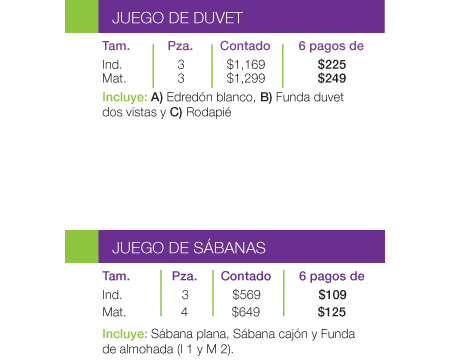 JUEGO DE DUVET
Tam. Pza. Contado 6 pagos de
Ind. 3 $1,169 $225
Mat. 3 $1,299 $249
Incluye: A) Edredón blanco, B) Funda duvet
dos vistas y C) Rodapié
JUEGO DE SÁBANAS
Tam. Pza. Contado 6 pagos de
Ind. 3 $569 $109
Mat. 4 $649 $125
Incluye: Sábana plana, Sábana cajón y Funda
de almohada (I 1 y M 2).